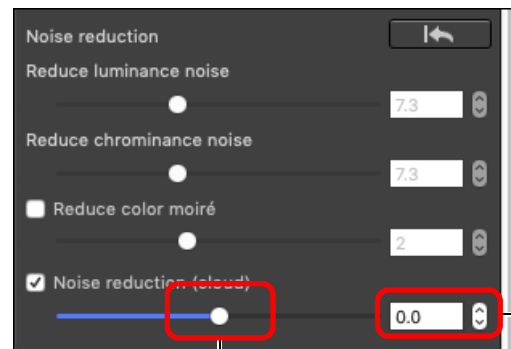 Noise reduction
Reduce luminance noise
7.3
Reduce chrominance noise
7.3
Reduce color moiré
2
Noise reduction (cloud)
0.0